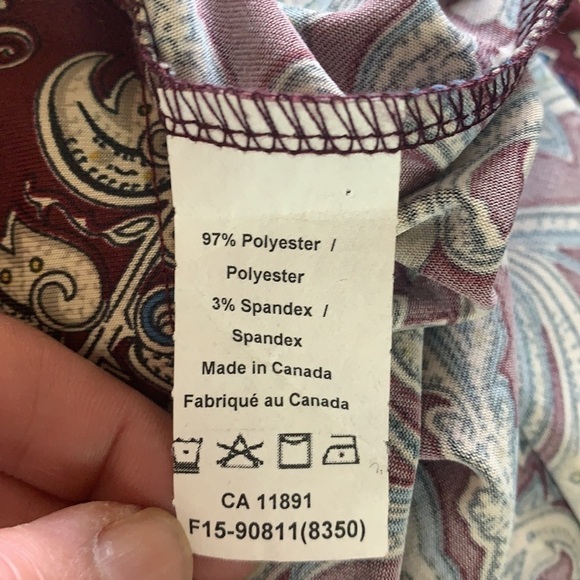 97% Polyester /
Polyester
3% Spandex /
Spandex
Made in Canada
Fabriqué au Canada
CA 11891
F15-90811(8350)